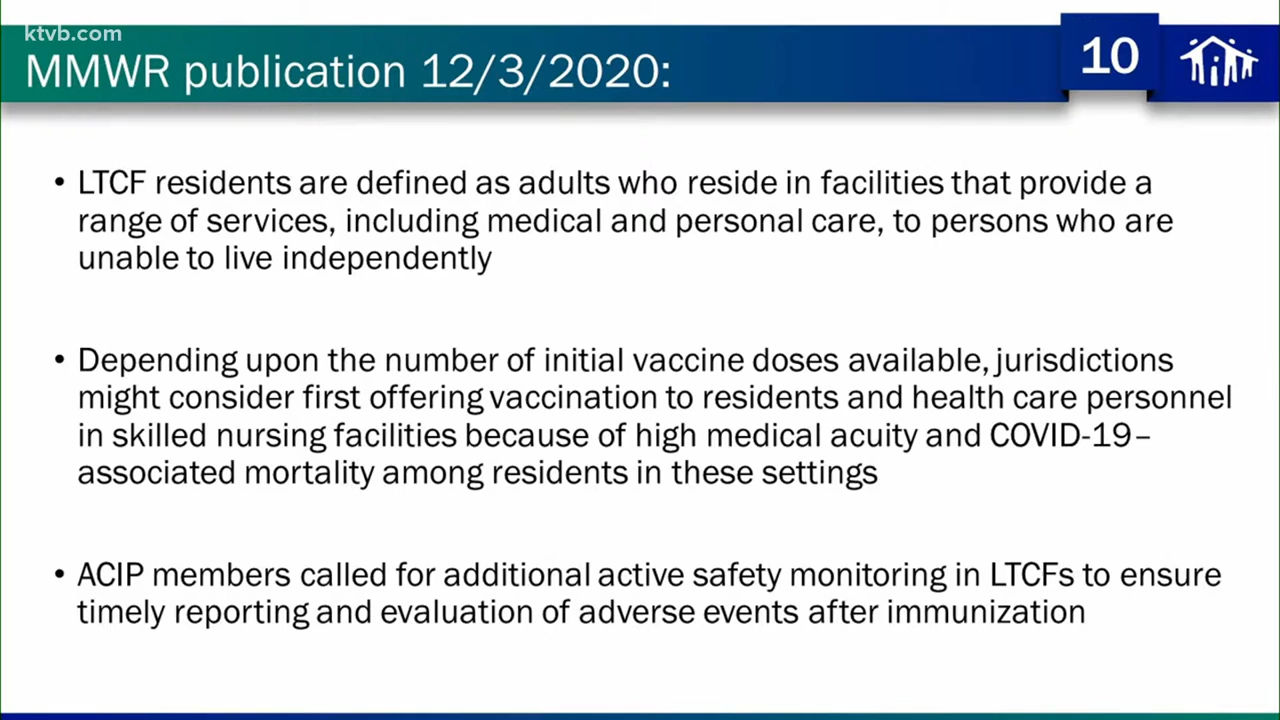 ktvb.com
MMWR publication 12/3/2020:
10
• LTCF residents are defined as adults who reside in facilities that provide a
range of services, including medical and personal care, to persons who are
unable to live independently
• Depending upon the number of initial vaccine doses available, jurisdictions
might consider first offering vaccination to residents and health care personnel
in skilled nursing facilities because of high medical acuity and COVID-19–
associated mortality among residents in these settings
• ACIP members called for additional active safety monitoring in LTCFs to ensure
timely reporting and evaluation of adverse events after immunization